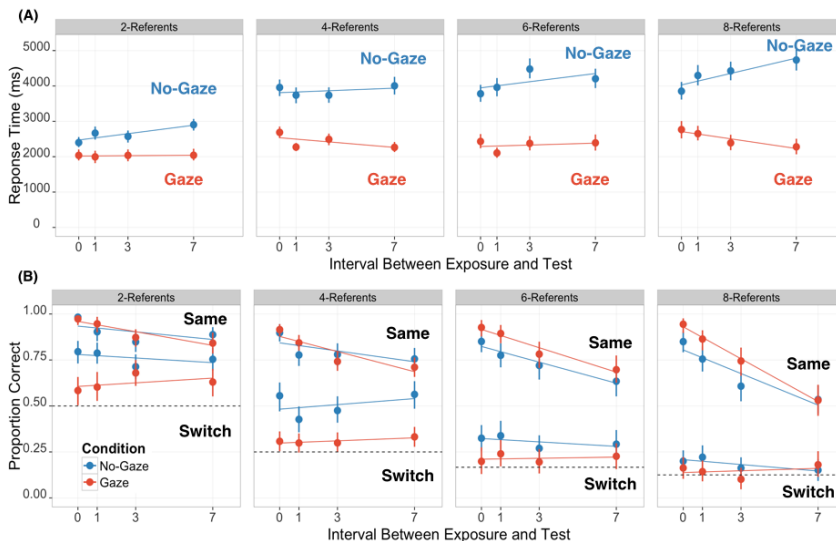 (A)
2-Referents 4-Referents 6-Referents 8-Referents
Reponse Time (ms)
5000
4000
3000
2000
1000
0
No-Gaze
Gaze
No-Gaze
Gaze
No-Gaze
Gaze
No-Gaze
Gaze
0 1 3 7 0 1 3 7 0 1 3 7 0 1 3 7
Interval Between Exposure and Test
(B)
2-Referents 4-Referents 6-Referents 8-Referents
Proportion Correct
1.00
0.75
0.50
0.25
0.00
Same
Switch
Condition
No-Gaze
Gaze
Same
Switch
Same
Switch
Same
Switch
0 1 3 7 0 1 3 7 0 1 3 7 0 1 3 7
Interval Between Exposure and Test